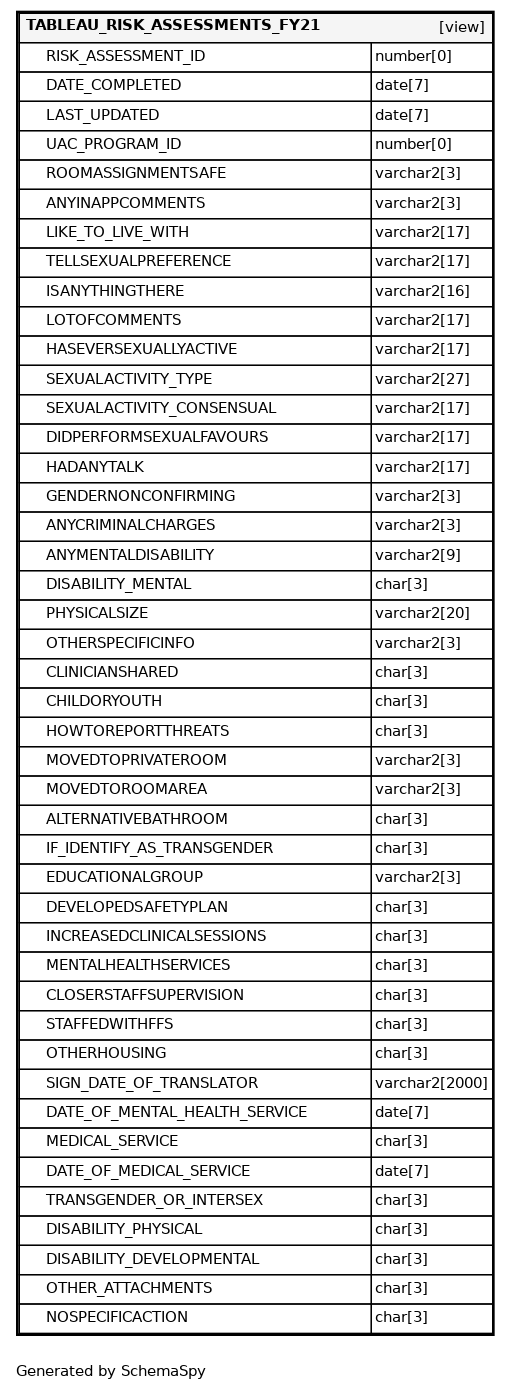 TABLEAU_RISK_ASSESSMENTS_FY21 [view]
RISK_ASSESSMENT_ID number[0]
DATE_COMPLETED date[7]
LAST_UPDATED date[7]
UAC_PROGRAM_ID number[0]
ROOMASSIGNMENTSAFE varchar2[3]
ANYINAPPCOMMENTS varchar2[3]
LIKE_TO_LIVE_WITH varchar2[17]
TELLSEXUALPREFERENCE varchar2[17]
ISANYTHINGTHERE varchar2[16]
LOTOFCOMMENTS varchar2[17]
HASEVERSEXUALLYACTIVE varchar2[17]
SEXUALACTIVITY_TYPE varchar2[27]
SEXUALACTIVITY_CONSENSUAL varchar2[17]
DIDPERFORMSEXUALFAVOURS varchar2[17]
HADANYTALK varchar2[17]
GENDERNONCONFIRMING varchar2[3]
ANYCRIMINALCHARGES varchar2[3]
ANYMENTALDISABILITY varchar2[9]
DISABILITY_MENTAL char[3]
PHYSICALSIZE varchar2[20]
OTHERSPECIFICINFO varchar2[3]
CLINICIANSHARED char[3]
CHILDORYOUTH char[3]
HOWTOREPORTTHREATS char[3]
MOVEDTOPRIVATEROOM varchar2[3]
MOVEDTOROOMAREA varchar2[3]
ALTERNATIVEBATHROOM char[3]
IF_IDENTIFY_AS_TRANSGENDER char[3]
EDUCATIONALGROUP varchar2[3]
DEVELOPEDSAFETYPLAN char[3]
INCREASEDCLINICALSESSIONS char[3]
MENTALHEALTHSERVICES char[3]
CLOSERSTAFFSUPERVISION char[3]
STAFFEDWITHFFS char[3]
OTHERHOUSING char[3]
SIGN_DATE_OF_TRANSLATOR varchar2[2000]
DATE_OF_MENTAL_HEALTH_SERVICE date[7]
MEDICAL_SERVICE char[3]
DATE_OF_MEDICAL_SERVICE date[7]
TRANSGENDER_OR_INTERSEX char[3]
DISABILITY_PHYSICAL char[3]
DISABILITY_DEVELOPMENTAL char[3]
OTHER_ATTACHMENTS char[3]
NOSPECIFICACTION char[3]
Generated by SchemaSpy